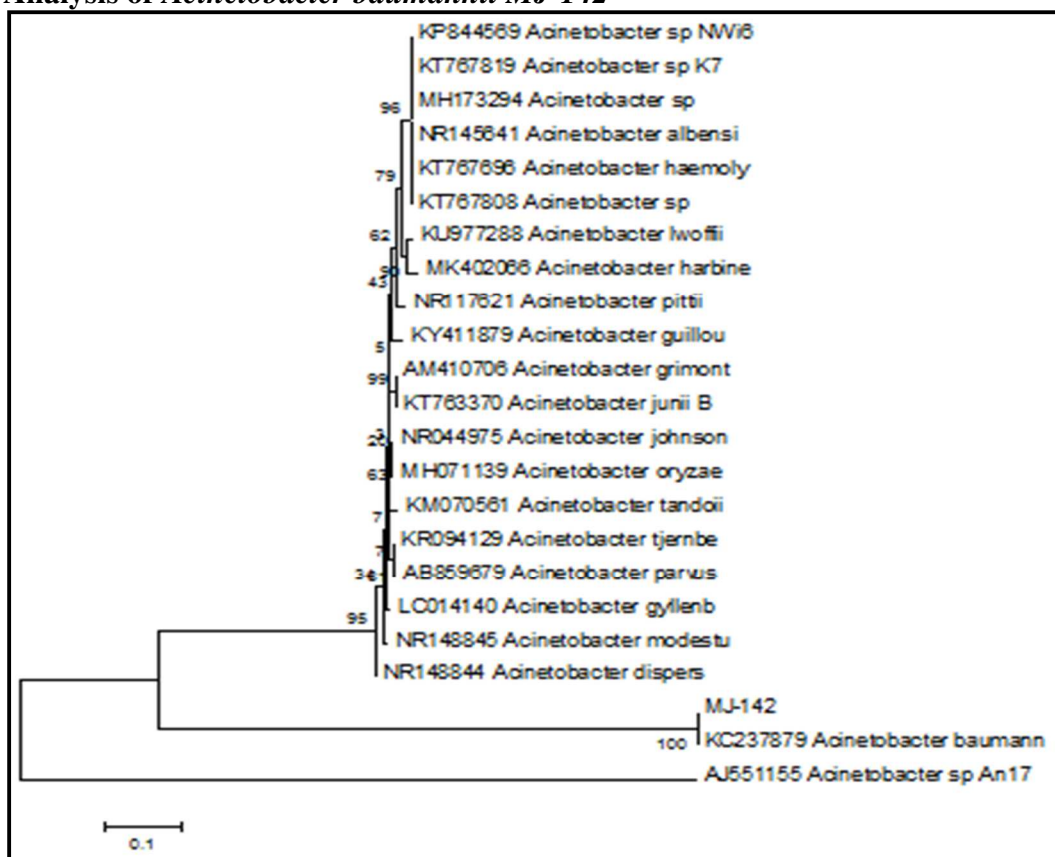 Analysis of Acinetobacter baumannii MJ-142
KP844569 Acinetobacter sp NWi6
KT767819 Acinetobacter sp K7
MH173294 Acinetobacter sp
96
NR145641 Acinetobacter albensi
KT767696 Acinetobacter haemoly
79
KT767808 Acinetobacter sp
KU977288 Acinetobacter lwoffii
62
MK402066 Acinetobacter harbine
43
NR117621 Acinetobacter pittii
KY411879 Acinetobacter guillou
5
AM410706 Acinetobacter grimont
99
KT763370 Acinetobacter junii B
NR044975 Acinetobacter johnson
MH071139 Acinetobacter oryzae
63
KM070561 Acinetobacter tandoii
7
KR094129 Acinetobacter tjernbe
7
AB859679 Acinetobacter parvus
LC014140 Acinetobacter gyllenb
95
NR148845 Acinetobacter modestu
NR148844 Acinetobacter dispers
MJ-142
KC237879 Acinetobacter baumann
100
AJ551155 Acinetobacter sp An17
0.1